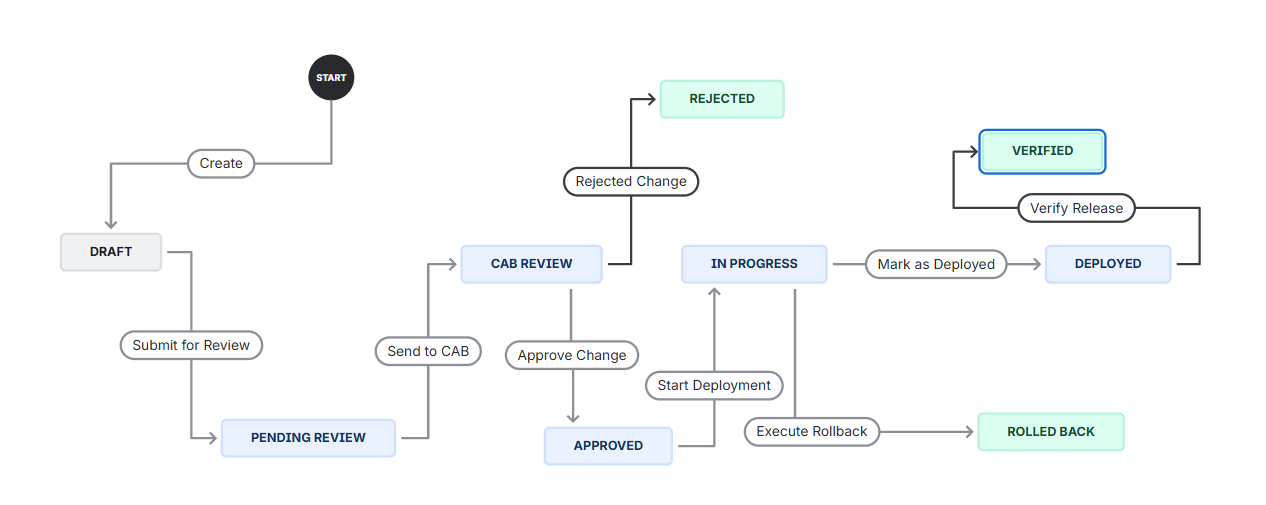 START
Create
DRAFT
Submit for Review
PENDING REVIEW
Send to CAB
CAB REVIEW
Rejected Change
REJECTED
Approve Change
APPROVED
Start Deployment
IN PROGRESS
Execute Rollback
ROLLED BACK
Mark as Deployed
DEPLOYED
Verify Release
VERIFIED